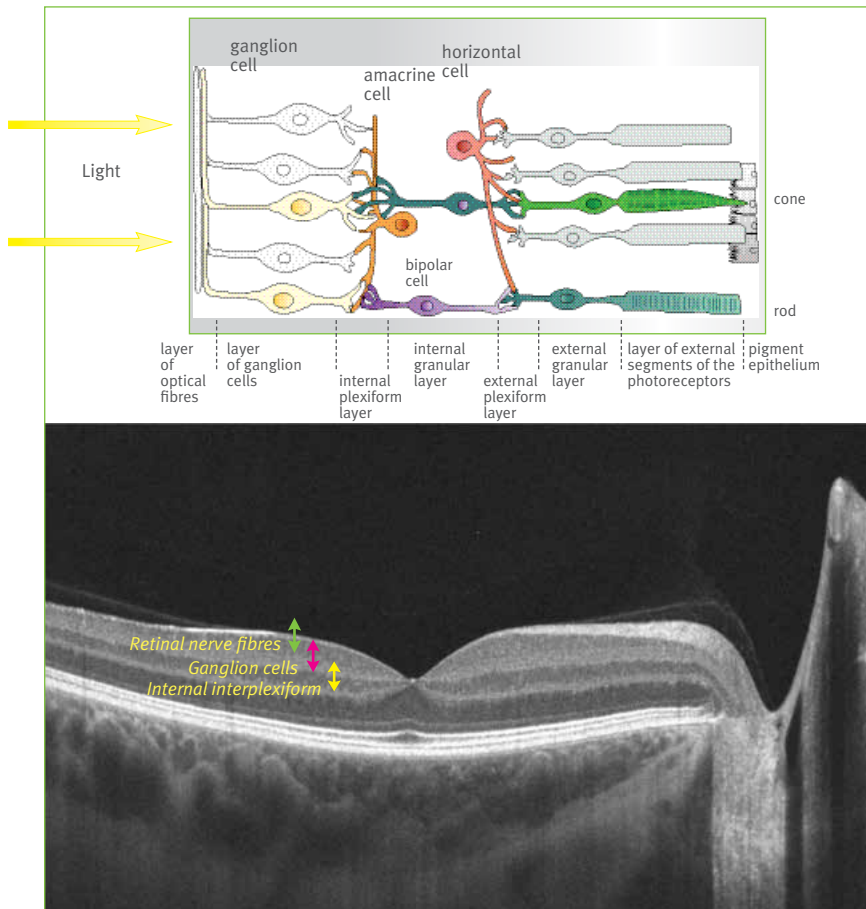 ganglion
cell
horizontal
cell
amacrine
cell
Light
cone
bipolar
cell
rod
layer
of
optical
fibres
layer
of ganglion
cells
internal
plexiform
layer
internal
granular
layer
external
plexiform
layer
external
granular
layer
layer of external
segments of the
photoreceptors
pigment
epithelium
Retinal nerve fibres
Ganglion cells
Internal interplexiform